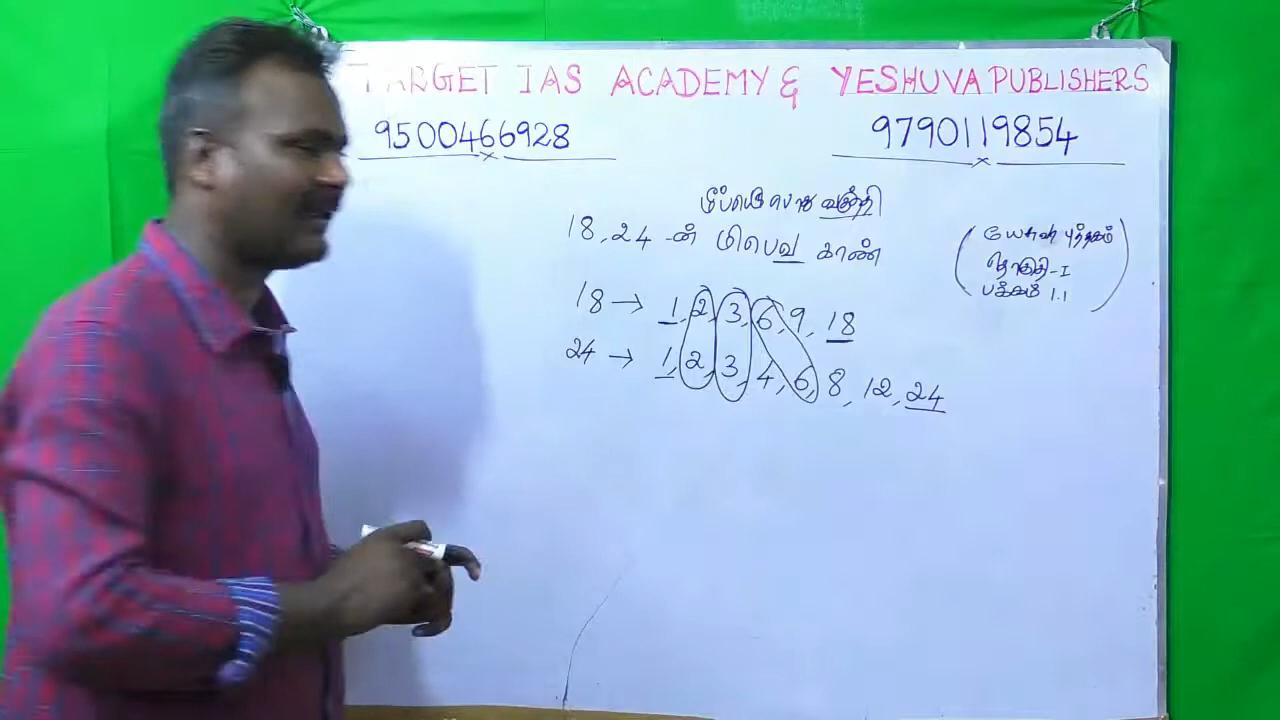 TARGET IAS ACADEMY & YESHUVA PUBLISHERS
9500466928
9790119854
மீப்பெருபொது வகுத்தி
18, 24 -ன் மீபெவ காண்
(யேசுவா புத்தகம்
தொகுதி-I
பக்கம் 1.1)
18 → 1, 2, 3, 6, 9, 18
24 → 1, 2, 3, 4, 6, 8, 12, 24